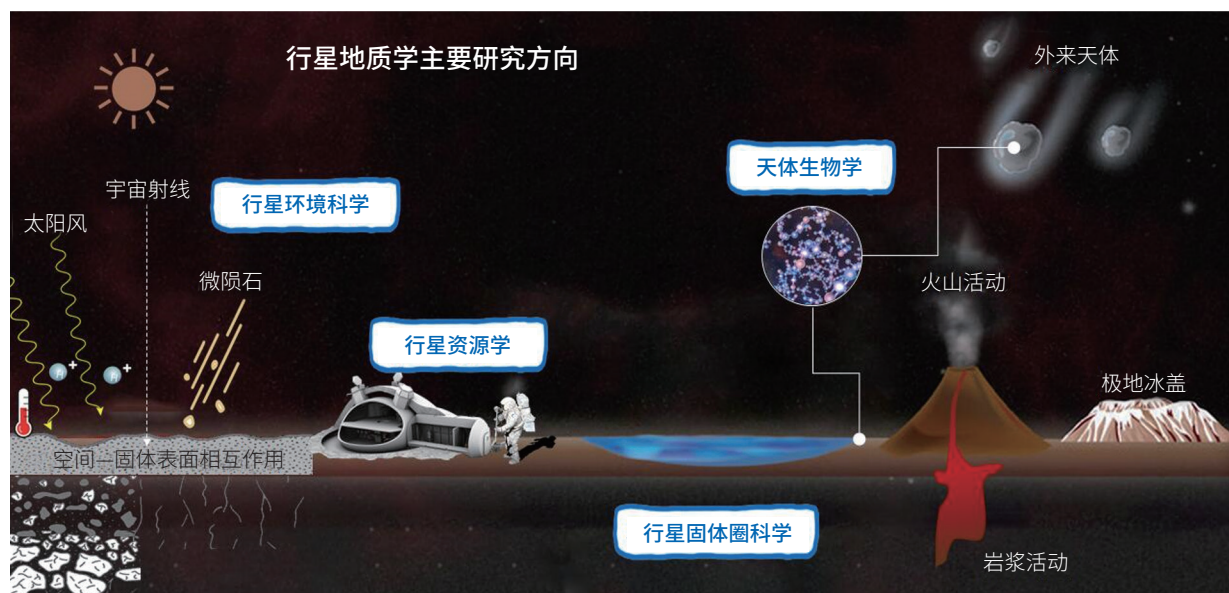 行星地质学主要研究方向
外来天体
天体生物学
宇宙射线
行星环境科学
太阳风
微陨石
火山活动
行星资源学
H
+
H
+
极地冰盖
空间—固体表面相互作用
行星固体圈科学
岩浆活动